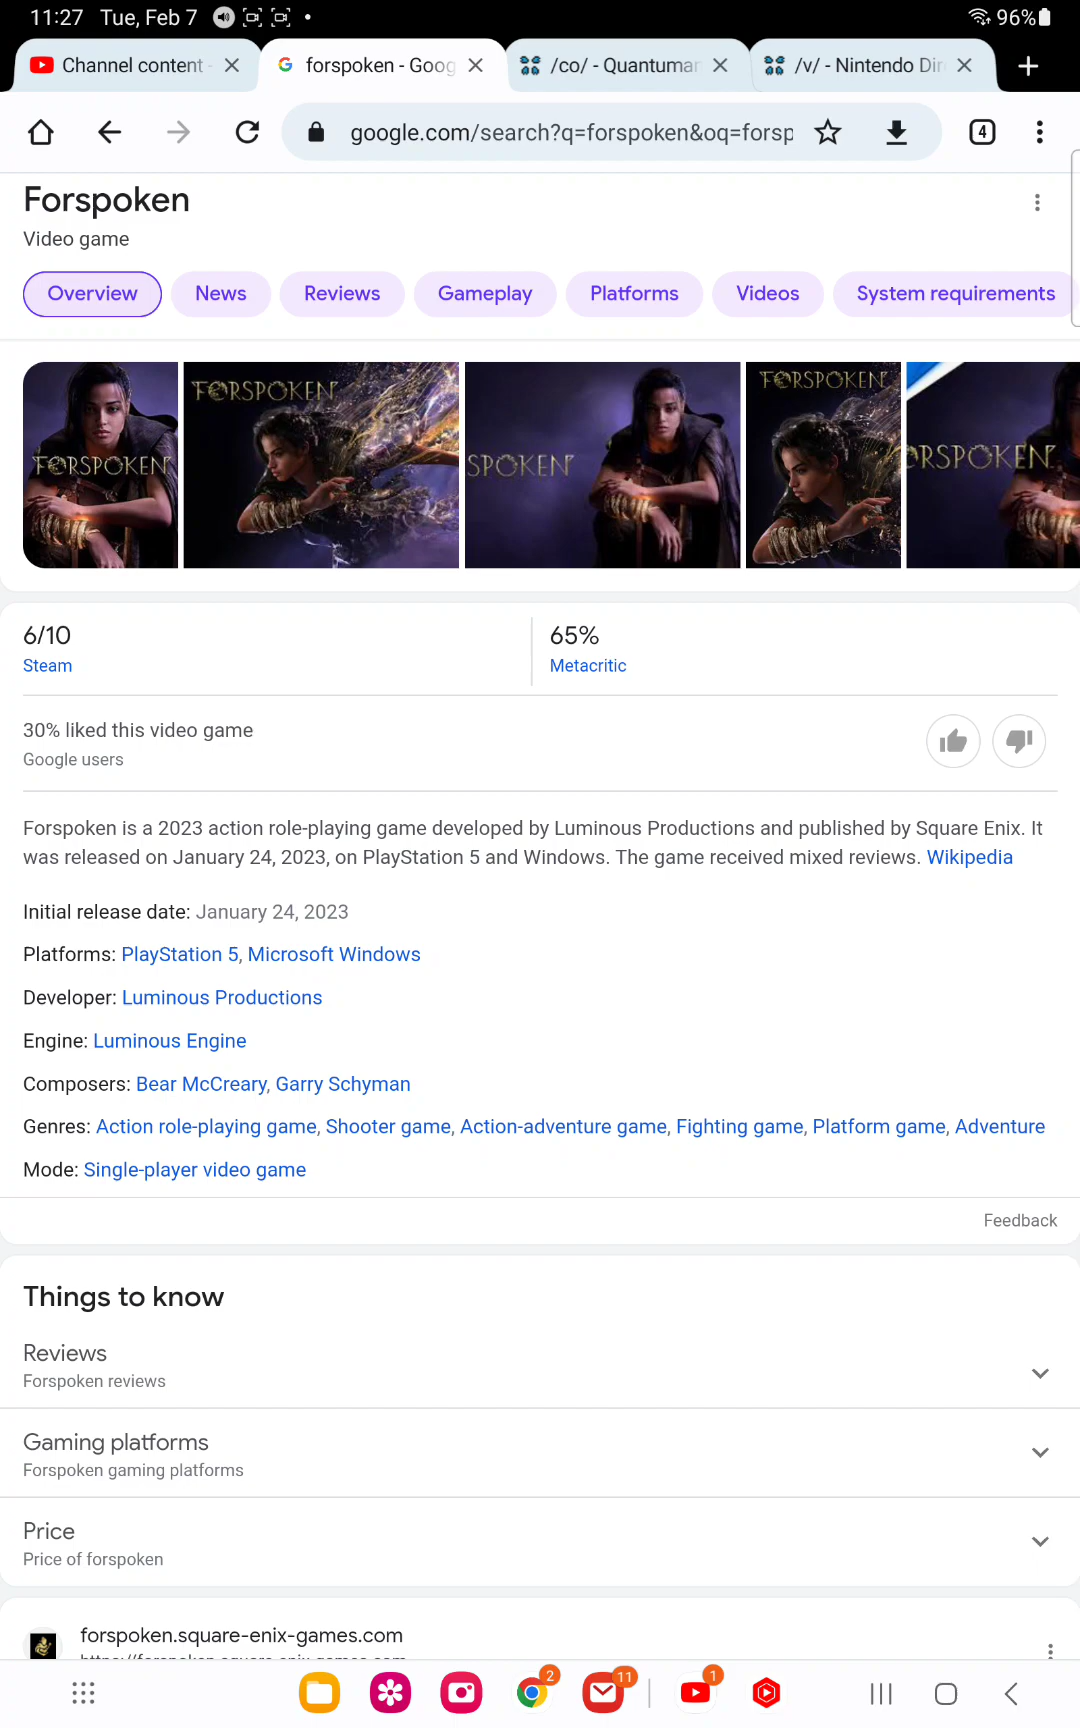 11:27 Tue, Feb 7
96%
Channel content -
forspoken - Goog
/co/ - Quantumar
/v/ - Nintendo Dir
google.com/search?q=forspoken&oq=forsp
4
Forspoken
Video game
Overview
News
Reviews
Gameplay
Platforms
Videos
System requirements
FORSPOKEN
FORSPOKEN
SPOKEN
FORSPOKEN
ORSPOKEN
6/10
Steam
65%
Metacritic
30% liked this video game
Google users
Forspoken is a 2023 action role-playing game developed by Luminous Productions and published by Square Enix. It
was released on January 24, 2023, on PlayStation 5 and Windows. The game received mixed reviews. Wikipedia
Initial release date: January 24, 2023
Platforms: PlayStation 5, Microsoft Windows
Developer: Luminous Productions
Engine: Luminous Engine
Composers: Bear McCreary, Garry Schyman
Genres: Action role-playing game, Shooter game, Action-adventure game, Fighting game, Platform game, Adventure
Mode: Single-player video game
Feedback
Things to know
Reviews
Forspoken reviews
Gaming platforms
Forspoken gaming platforms
Price
Price of forspoken
forspoken.square-enix-games.com
2
11
1